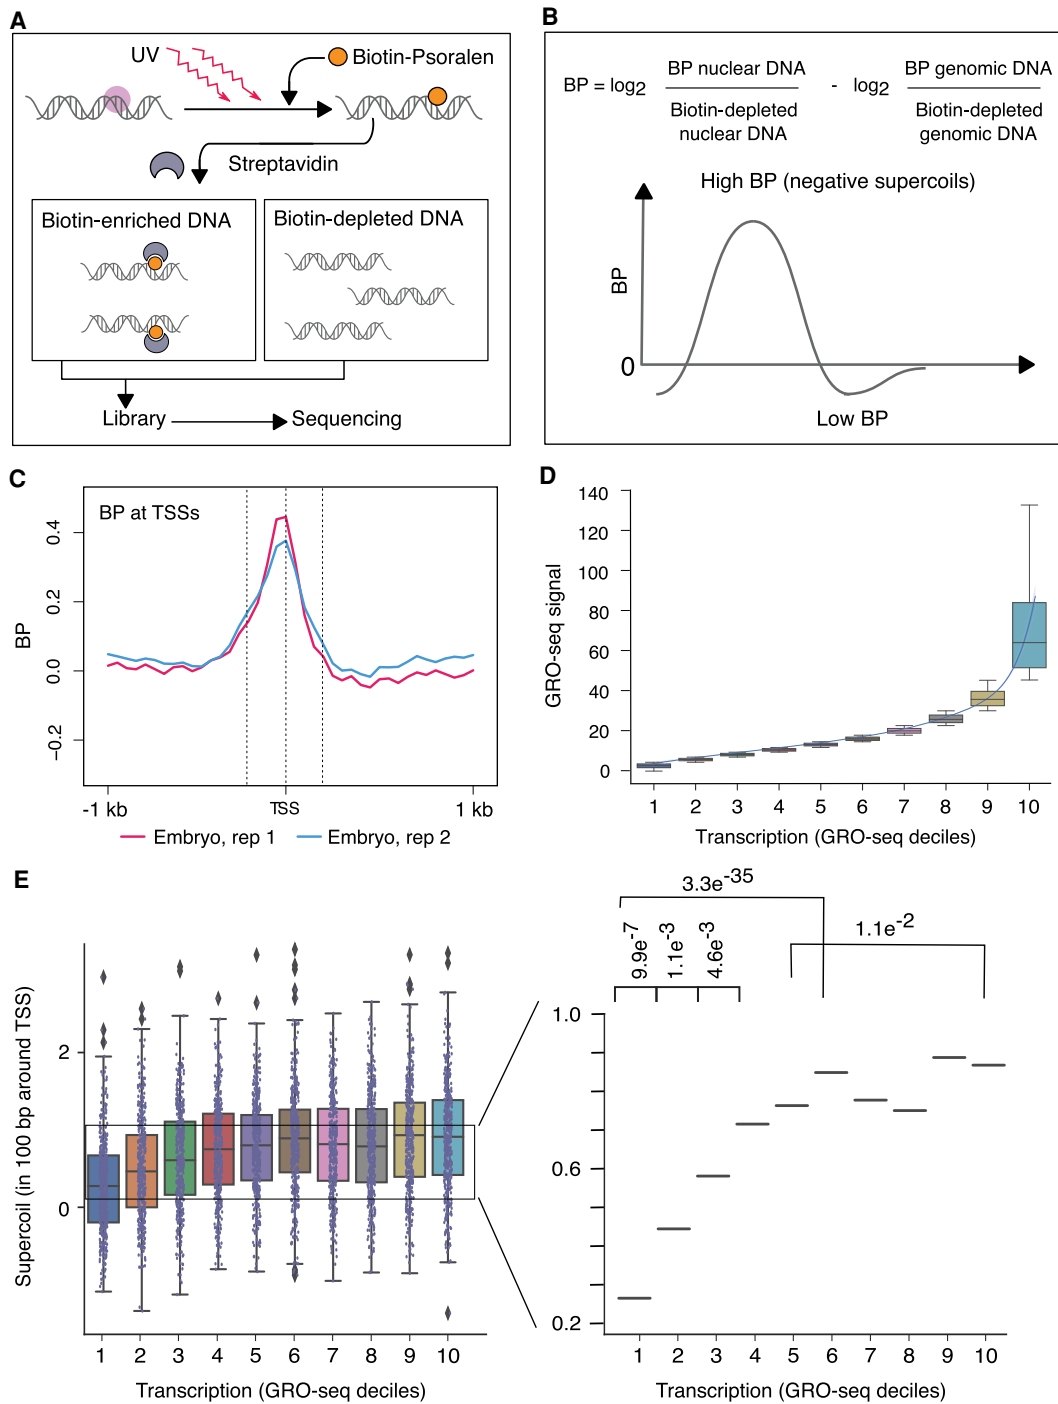 A
UV
Biotin-Psoralen
Streptavidin
Biotin-enriched DNA
Biotin-depleted DNA
Library
Sequencing
B
BP = log2 BP nuclear DNA - log2 BP genomic DNA
Biotin-depleted
nuclear DNA
Biotin-depleted
genomic DNA
High BP (negative supercoils)
BP
0
Low BP
C
BP at TSSs
BP
0.4
0.2
0.0
−0.2
-1 kb
TSS
1 kb
Embryo, rep 1
Embryo, rep 2
D
GRO-seq signal
140
120
100
80
60
40
20
0
1 2 3 4 5 6 7 8 9 10
Transcription (GRO-seq deciles)
E
Supercoil (in 100 bp around TSS)
2
0
1 2 3 4 5 6 7 8 9 10
Transcription (GRO-seq deciles)
3.3e-35
9.9e-7
1.1e-3
4.6e-3
1.1e-2
1.0
0.6
0.2
1 2 3 4 5 6 7 8 9 10
Transcription (GRO-seq deciles)